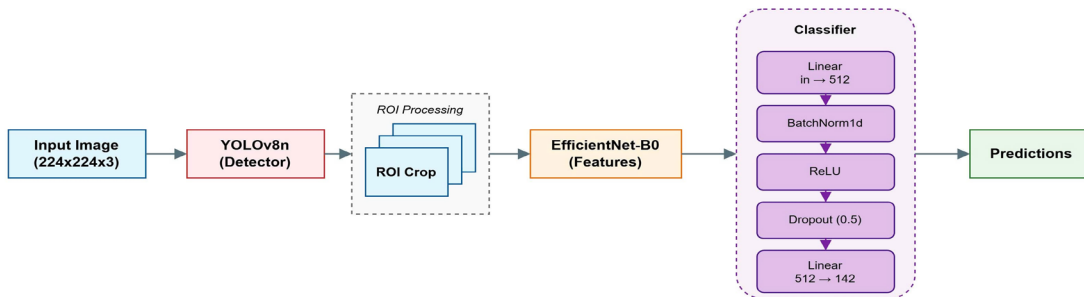 Input Image
(224x224x3)
YOLOv8n
(Detector)
ROI Processing
ROI Crop
EfficientNet-B0
(Features)
Classifier
Linear
in → 512
BatchNorm1d
ReLU
Dropout (0.5)
Linear
512 → 142
Predictions